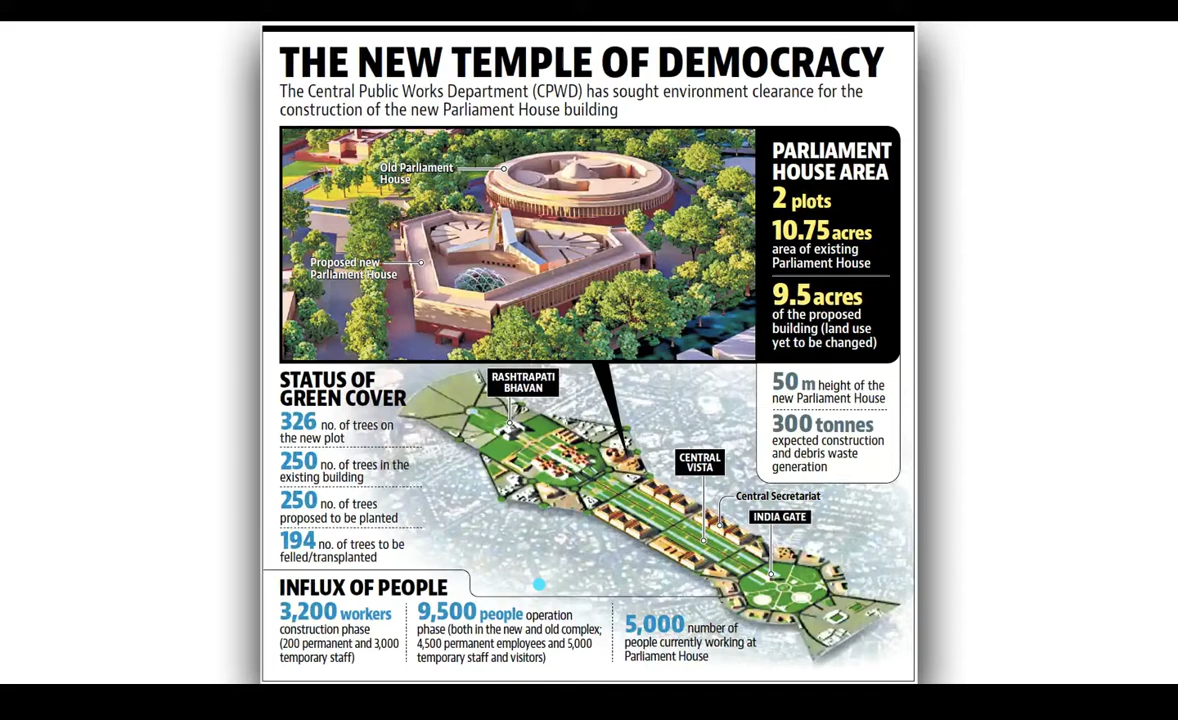 THE NEW TEMPLE OF DEMOCRACY
The Central Public Works Department (CPWD) has sought environment clearance for the
construction of the new Parliament House building
Old Parliament
House
Proposed new
Parliament House
PARLIAMENT
HOUSE AREA
2 plots
10.75 acres
area of existing
Parliament House
9.5 acres
of the proposed
building (land use
yet to be changed)
50 m height of the
new Parliament House
300 tonnes
expected construction
and debris waste
generation
STATUS OF
GREEN COVER
326 no. of trees on
the new plot
250 no. of trees in the
existing building
250 no. of trees
proposed to be planted
194 no. of trees to be
felled/transplanted
RASHTRAPATI
BHAVAN
CENTRAL
VISTA
Central Secretariat
INDIA GATE
INFLUX OF PEOPLE
3,200 workers
construction phase
(200 permanent and 3,000
temporary staff)
9,500 people operation
phase (both in the new and old complex;
4,500 permanent employees and 5,000
temporary staff and visitors)
5,000 number of
people currently working at
Parliament House